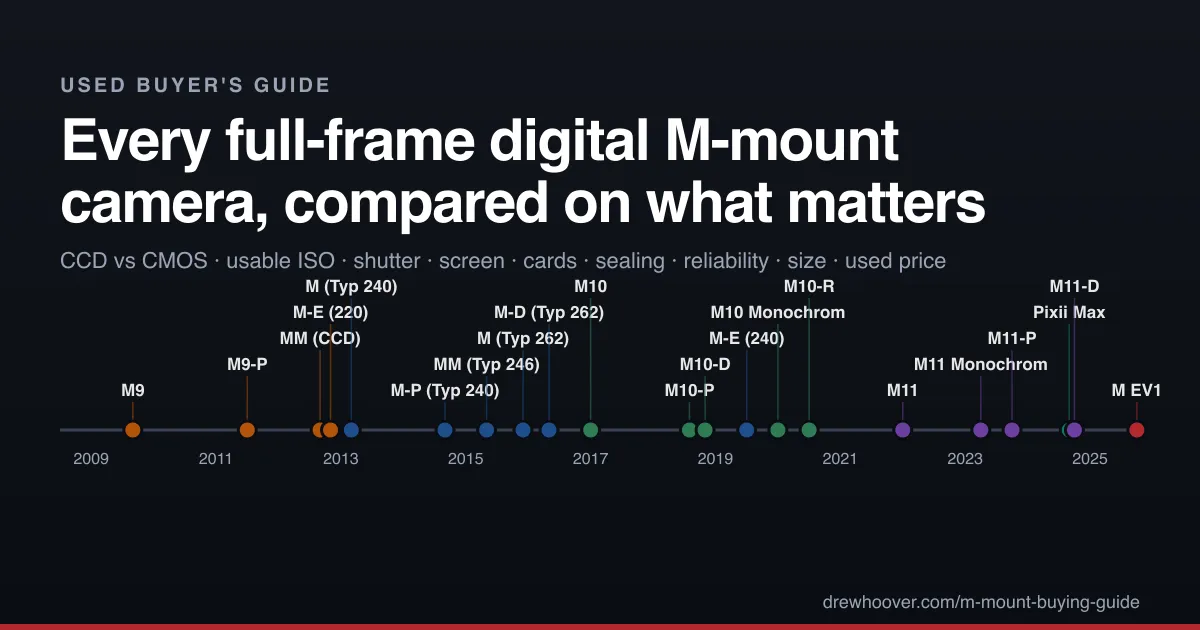 USED BUYER'S GUIDE
Every full-frame digital M-mount
camera, compared on what matters
CCD vs CMOS · usable ISO · shutter · screen · cards · sealing · reliability · size · used price
M (Typ 240) M10 M10-R M11-D
M-E (220) M-D (Typ 262) M10 Monochrom Pixii Max
MM (CCD) M (Typ 262) M-E (240) M11-P
M9-P MM (Typ 246) M10-D M11 Monochrom
M9 M-P (Typ 240) M10-P M11 M EV1
2009 2011 2013 2015 2017 2019 2021 2023 2025
drewhoover.com/m-mount-buying-guide